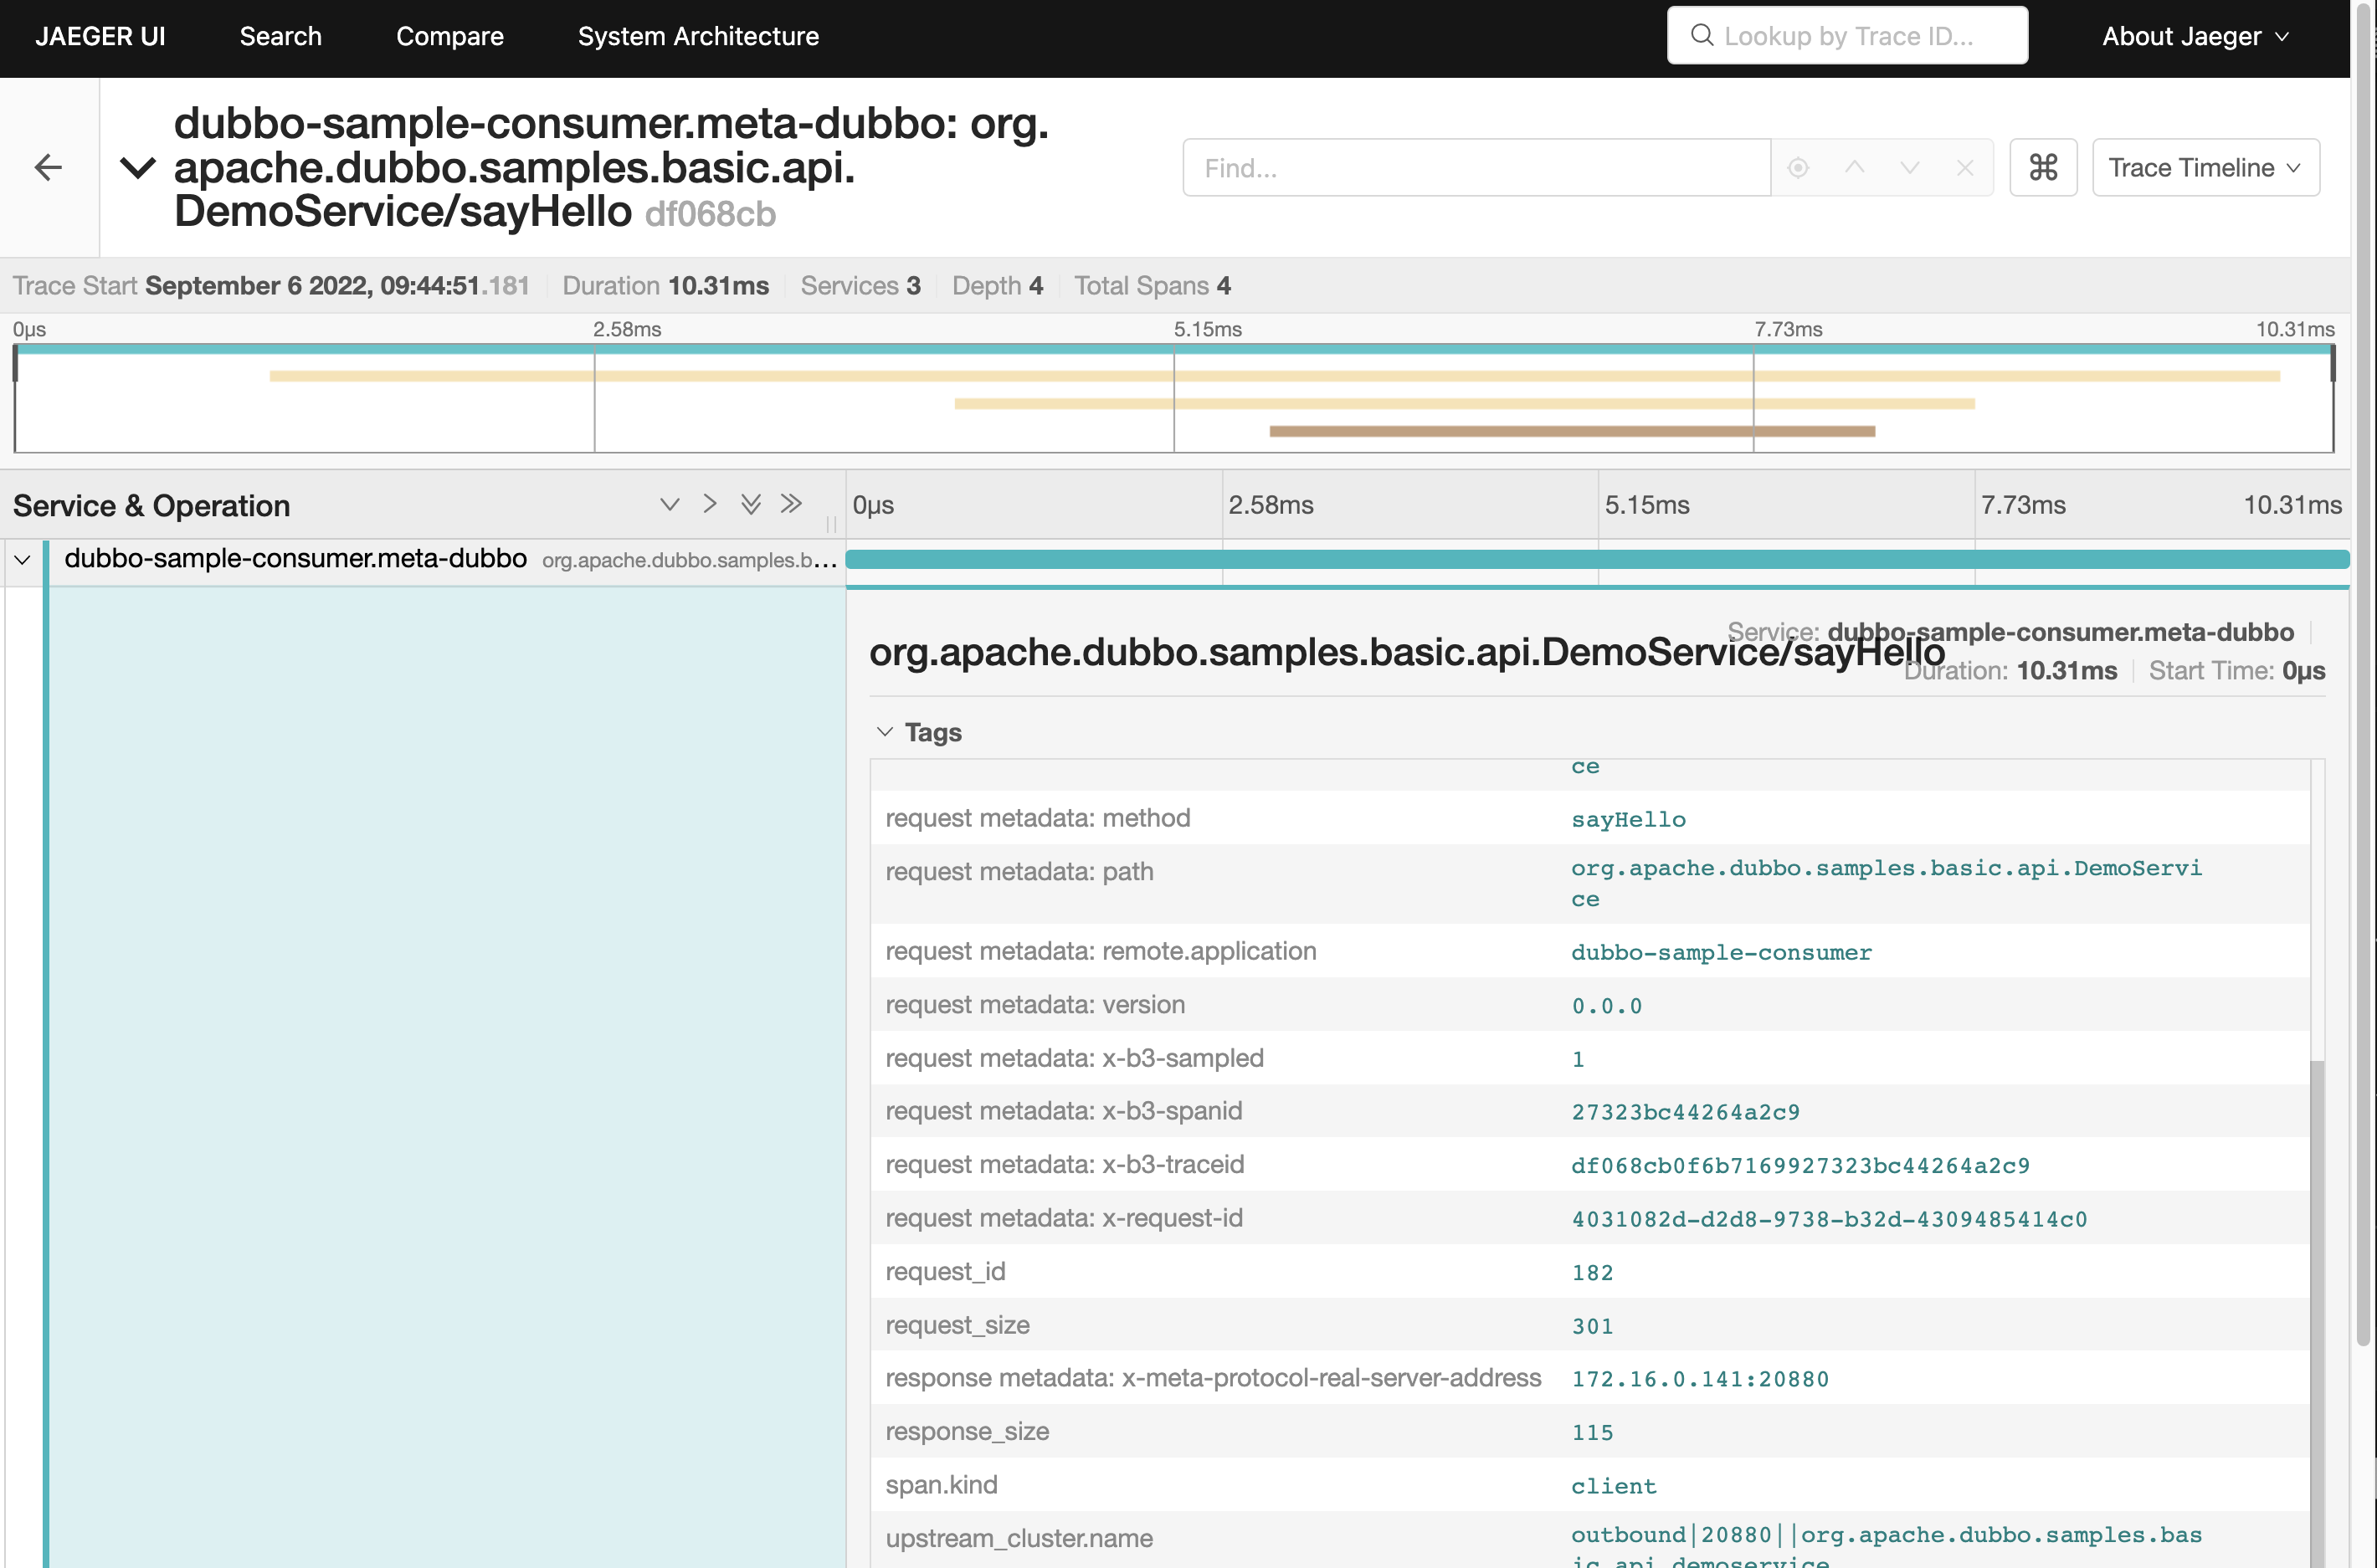 JAEGER UI Search Compare System Architecture Lookup by Trace ID... About Jaeger
dubbo-sample-consumer.meta-dubbo: org.
apache.dubbo.samples.basic.api.
DemoService/sayHello df068cb
Find...
⌘
Trace Timeline
Trace Start September 6 2022, 09:44:51.181 Duration 10.31ms Services 3 Depth 4 Total Spans 4
0μs 2.58ms 5.15ms 7.73ms 10.31ms
Service & Operation 0μs 2.58ms 5.15ms 7.73ms 10.31ms
dubbo-sample-consumer.meta-dubbo org.apache.dubbo.samples.b...
Service: dubbo-sample-consumer.meta-dubbo
org.apache.dubbo.samples.basic.api.DemoService/sayHello
Duration: 10.31ms Start Time: 0μs
Tags
ce
request metadata: method sayHello
request metadata: path org.apache.dubbo.samples.basic.api.DemoServi
ce
request metadata: remote.application dubbo-sample-consumer
request metadata: version 0.0.0
request metadata: x-b3-sampled 1
request metadata: x-b3-spanid 27323bc44264a2c9
request metadata: x-b3-traceid df068cb0f6b7169927323bc44264a2c9
request metadata: x-request-id 4031082d-d2d8-9738-b32d-4309485414c0
request_id 182
request_size 301
response metadata: x-meta-protocol-real-server-address 172.16.0.141:20880
response_size 115
span.kind client
upstream_cluster.name outbound|20880||org.apache.dubbo.samples.bas
ic.api.demoservice